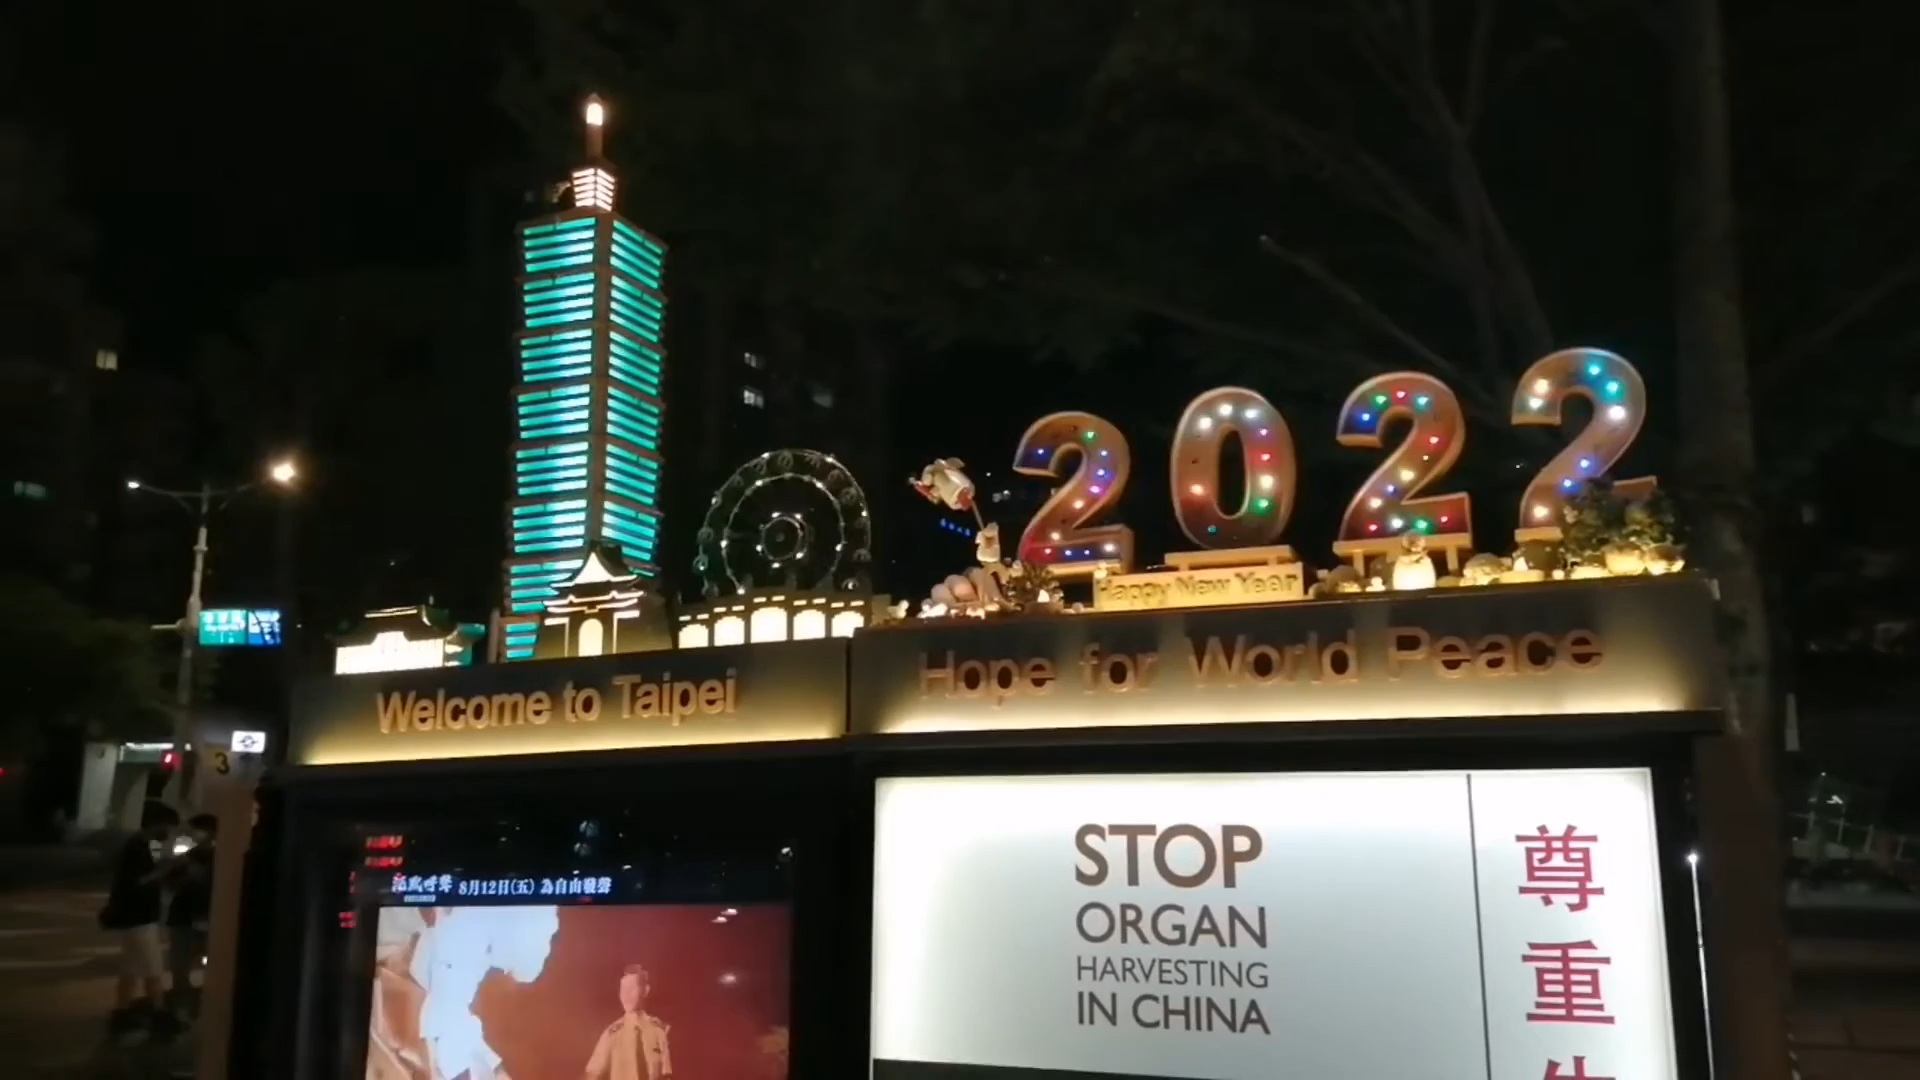 2022
Happy New Year
Welcome to Taipei
Hope for World Peace
3
8月12日(五) 為自由發聲
STOP
ORGAN
HARVESTING
IN CHINA
尊
重